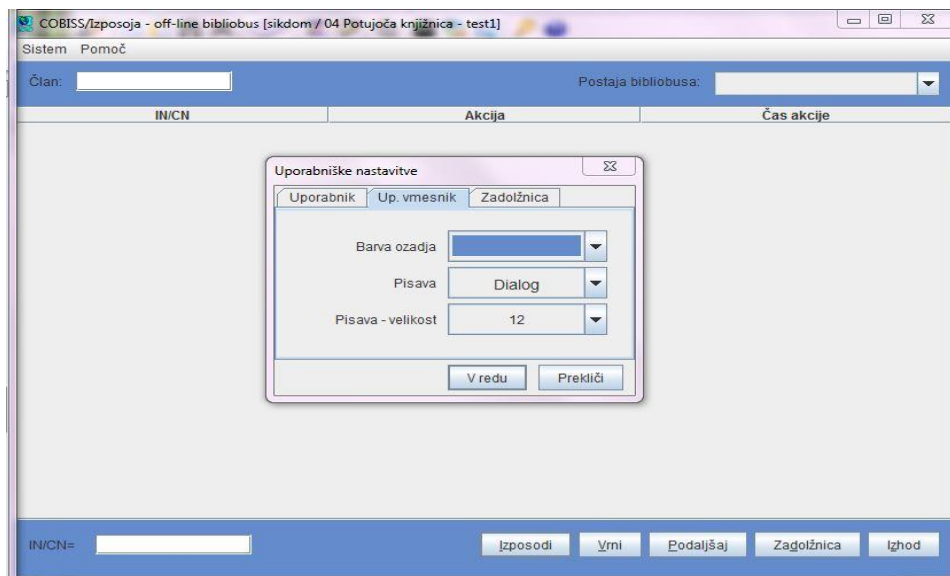 COBISS/Izposoja - off-line bibliobus [sikdom / 04 Potujoča knjižnica - test1]
Sistem Pomoč
Član: Postaja bibliobusa:
IN/CN Akcija Čas akcije
Uporabniške nastavitve
Uporabnik Up. vmesnik Zadolžnica
Barva ozadja
Pisava Dialog
Pisava - velikost 12
V redu Prekliči
IN/CN= Izposodi Vrni Podaljšaj Zadolžnica Izhod